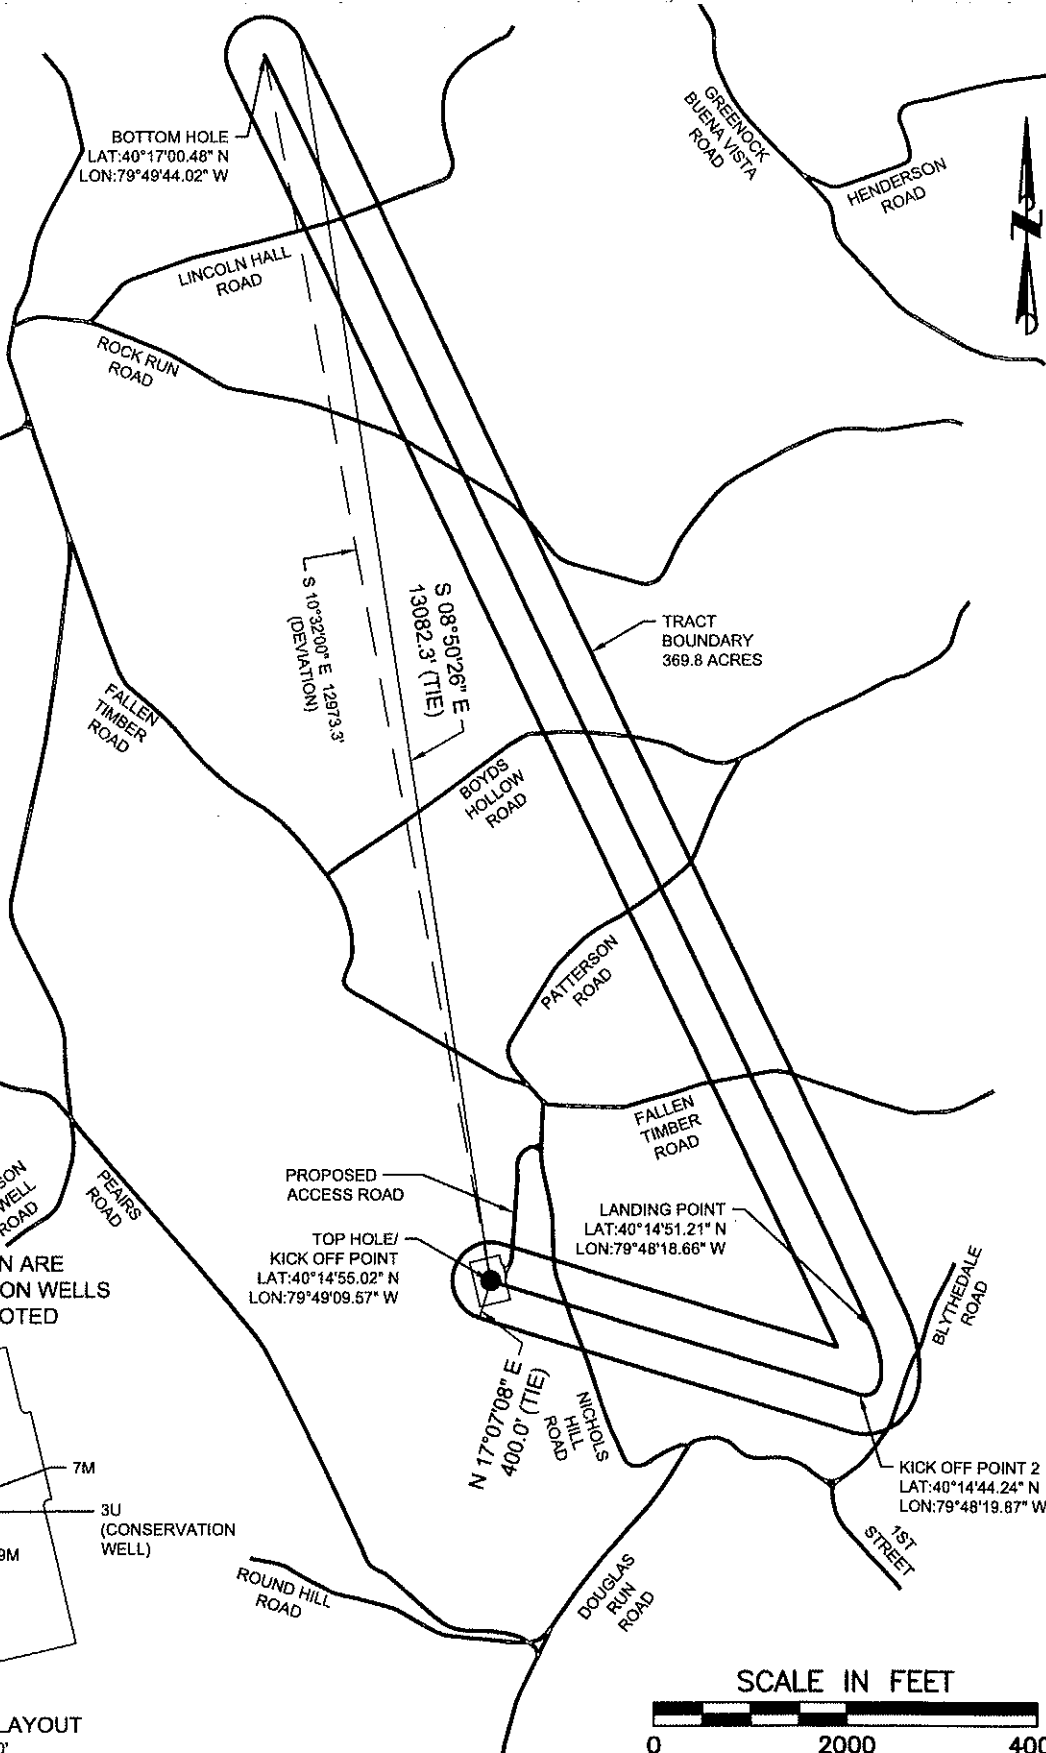 GREENOCK
BUENA VISTA
ROAD
HENDERSON
ROAD
BOTTOM HOLE
LAT:40°17'00.48" N
LON:79°49'44.02" W
LINCOLN HALL
ROAD
ROCK RUN
ROAD
S 10°32'00" E 12973.3'
(DEVIATION)
S 08°50'26" E
13082.3' (TIE)
TRACT
BOUNDARY
369.8 ACRES
FALLEN
TIMBER
ROAD
BOYDS
HOLLOW
ROAD
PATTERSON
ROAD
FALLEN
TIMBER
ROAD
SON
WELL
ROAD
PEAIRS
ROAD
PROPOSED
ACCESS ROAD
TOP HOLE/
KICK OFF POINT
LAT:40°14'55.02" N
LON:79°49'09.57" W
LANDING POINT
LAT:40°14'51.21" N
LON:79°48'18.66" W
BLYTHEDALE
ROAD
N ARE
ON WELLS
OTED
N 17°07'08" E
400.0' (TIE)
NICHOLS
HILL
ROAD
7M
3U
(CONSERVATION
WELL)
9M
KICK OFF POINT 2
LAT:40°14'44.24" N
LON:79°48'19.87" W
1ST
STREET
ROUND HILL
ROAD
DOUGLAS
RUN
ROAD
LAYOUT
0'
SCALE IN FEET
0 2000 400